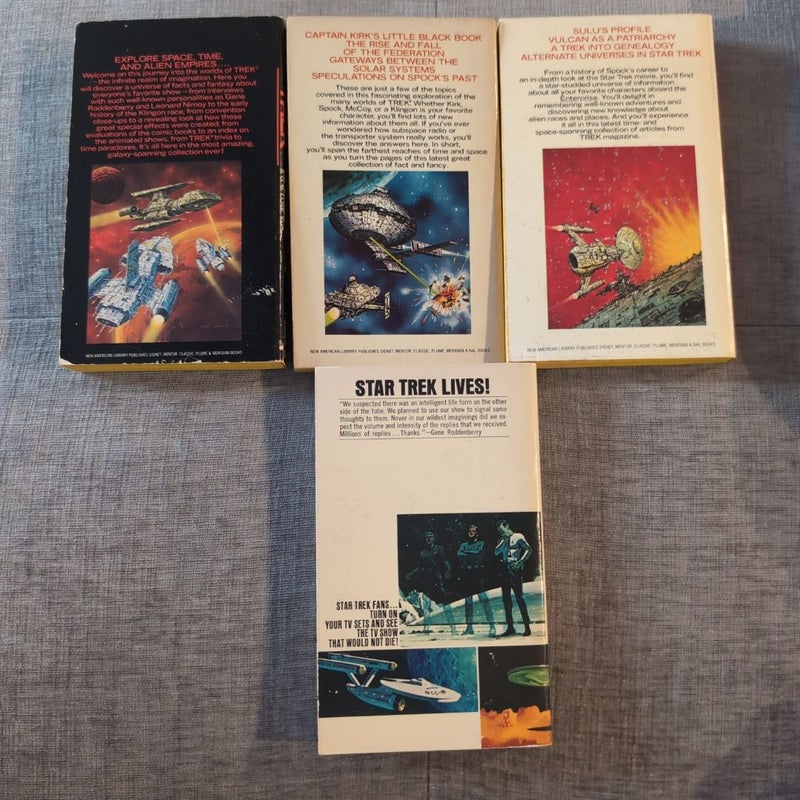 EXPLORE SPACE, TIME,
AND ALIEN EMPIRES....
Welcome on this journey into the worlds of TREK®
—the infinite realm of imagination. Here you
will discover a universe of facts and fantasy about
everyone's favorite show—from interviews
with such well-known personalities as Gene
Roddenberry and Leonard Nimoy to the early
history of the Klingon race; from convention
close-ups to a revealing look at how those
great special effects were created; from
evaluations of the comic books to an index on
the animated shows, from TREK® trivia to
time paradoxes. It's all here in the most amazing,
galaxy-spanning collection ever!
NEW AMERICAN LIBRARY PUBLISHES SIGNET, MENTOR, CLASSIC, PLUME & MERIDIAN BOOKS
CAPTAIN KIRK'S LITTLE BLACK BOOK
THE RISE AND FALL
OF THE FEDERATION
GATEWAYS BETWEEN THE
SOLAR SYSTEMS
SPECULATIONS ON SPOCK'S PAST
These are just a few of the topics
covered in this fascinating exploration of the
many worlds of TREK®. Whether Kirk,
Spock, McCoy, or a Klingon is your favorite
character, you'll find lots of new
information about them all. If you've ever
wondered how subspace radio or
the transporter system really works, you'll
discover the answers here. In short,
you'll span the farthest reaches of time and space
as you turn the pages of this latest great
collection of fact and fancy.
NEW AMERICAN LIBRARY PUBLISHES SIGNET, MENTOR, CLASSIC, PLUME, MERIDIAN & NAL BOOKS
SULU'S PROFILE
VULCAN AS A PATRIARCHY
A TREK INTO GENEALOGY
ALTERNATE UNIVERSES IN STAR TREK
From a history of Spock's career to
an in-depth look at the Star Trek movie, you'll find
a star-studded universe of information
about all your favorite characters aboard the
Enterprise. You'll delight in
remembering well-known adventures and
discovering new knowledge about
alien races and places. And you'll experience
it all in this latest time- and
space-spanning collection of articles from
TREK magazine.
NEW AMERICAN LIBRARY PUBLISHES SIGNET, MENTOR, CLASSIC, PLUME, MERIDIAN & NAL BOOKS
STAR TREK LIVES!
"We suspected there was an intelligent life form on the other
side of the tube. We planned to use our show to signal some
thoughts to them. Never in our wildest imaginings did we ex
pect the volume and intensity of the replies that we received.
Millions of replies...Thanks."—Gene Roddenberry
STAR TREK FANS...
TURN ON
YOUR TV SETS AND SEE
THE TV SHOW
THAT WOULD NOT DIE!